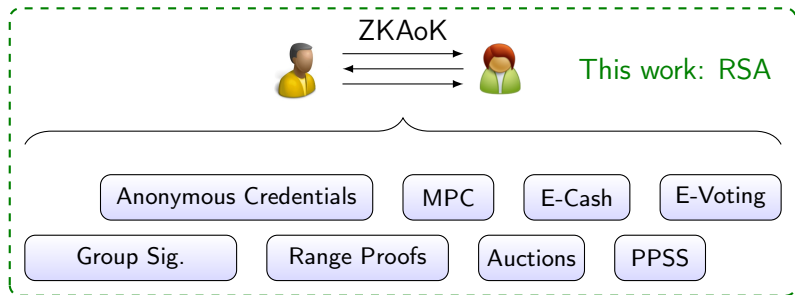 ZKAoK
This work: RSA
Anonymous Credentials
MPC
E-Cash
E-Voting
Group Sig.
Range Proofs
Auctions
PPSS